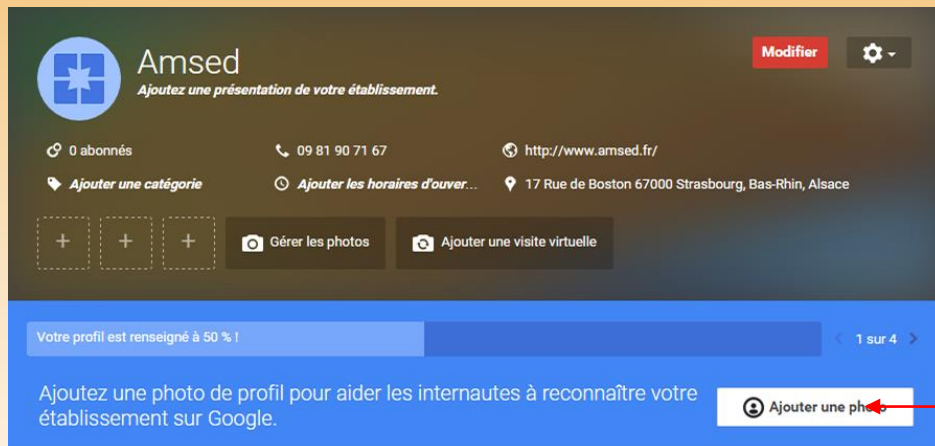 Amsed
Modifier
Ajoutez une présentation de votre établissement.
0 abonnés
09 81 90 71 67
http://www.amsed.fr/
Ajouter une catégorie
Ajouter les horaires d'ouver...
17 Rue de Boston 67000 Strasbourg, Bas-Rhin, Alsace
Gérer les photos
Ajouter une visite virtuelle
Votre profil est renseigné à 50 % !
1 sur 4
Ajoutez une photo de profil pour aider les internautes à reconnaître votre
établissement sur Google.
Ajouter une photo